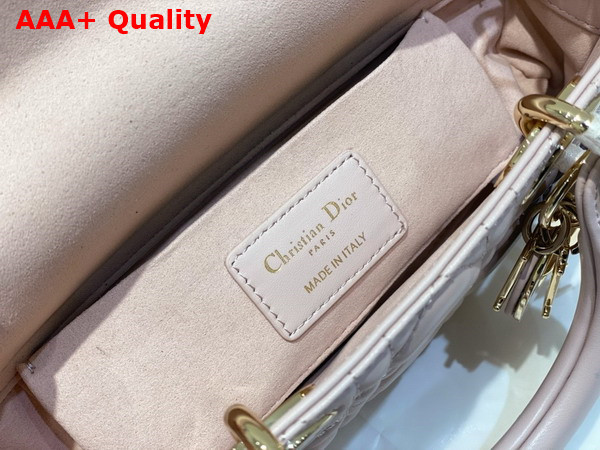 AAA+ Quality
Christian Dior
PARIS
MADE IN ITALY